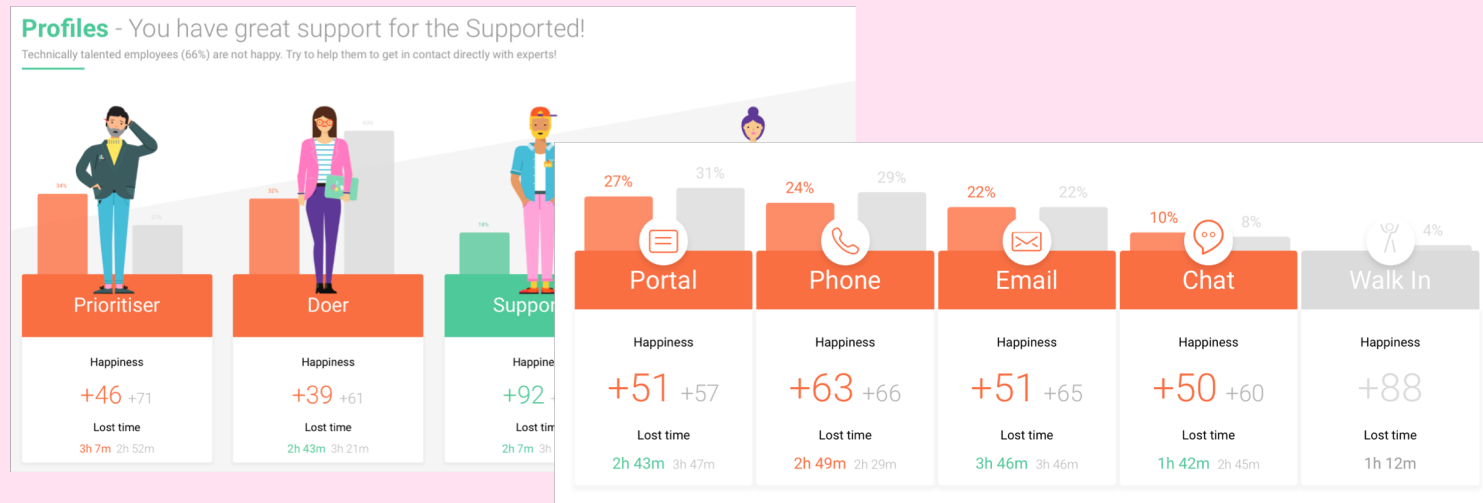 Profiles - You have great support for the Supported!
Technically talented employees (66%) are not happy. Try to help them to get in contact directly with experts!
34%
32%
18%
Prioritiser
Doer
Happiness
+46 +71
Lost time
3h 7m 2h 52m
Happiness
+39 +61
Lost time
2h 43m 3h 21m
+92
2h 7m 3h
27%
31%
24%
29%
22%
22%
10%
8%
4%
Portal
Phone
Email
Chat
Walk In
Happiness
+51 +57
Lost time
2h 43m 3h 47m
Happiness
+63 +66
Lost time
2h 49m 2h 29m
Happiness
+51 +65
Lost time
3h 46m 3h 46m
Happiness
+50 +60
Lost time
1h 42m 2h 45m
Happiness
+88
Lost time
1h 12m